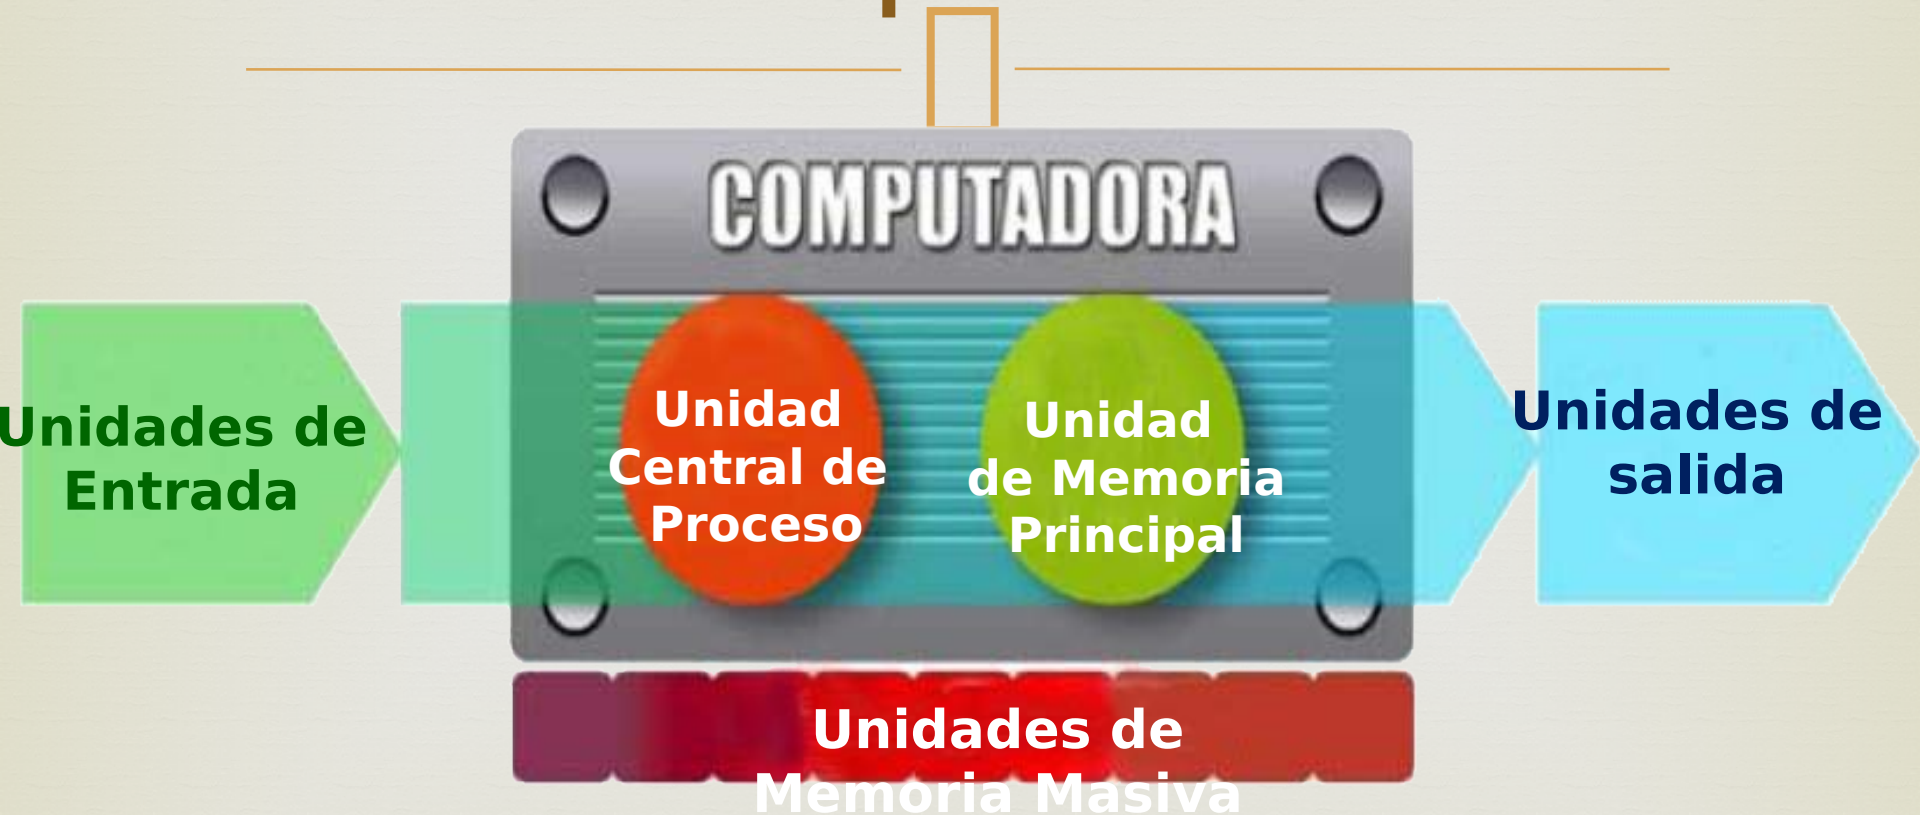 COMPUTADORA
Unidades de
Entrada
Unidad
Central de
Proceso
Unidad
de Memoria
Principal
Unidades de
salida
Unidades de
Memoria Masiva